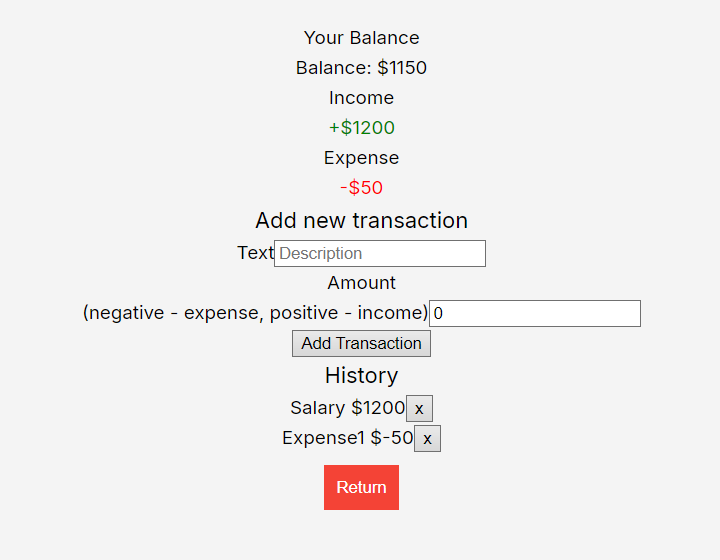 Your Balance
Balance: $1150
Income
+$1200
Expense
-$50
Add new transaction
Text Description
Amount
(negative - expense, positive - income) 0
Add Transaction
History
Salary $1200 x
Expense1 $-50 x
Return